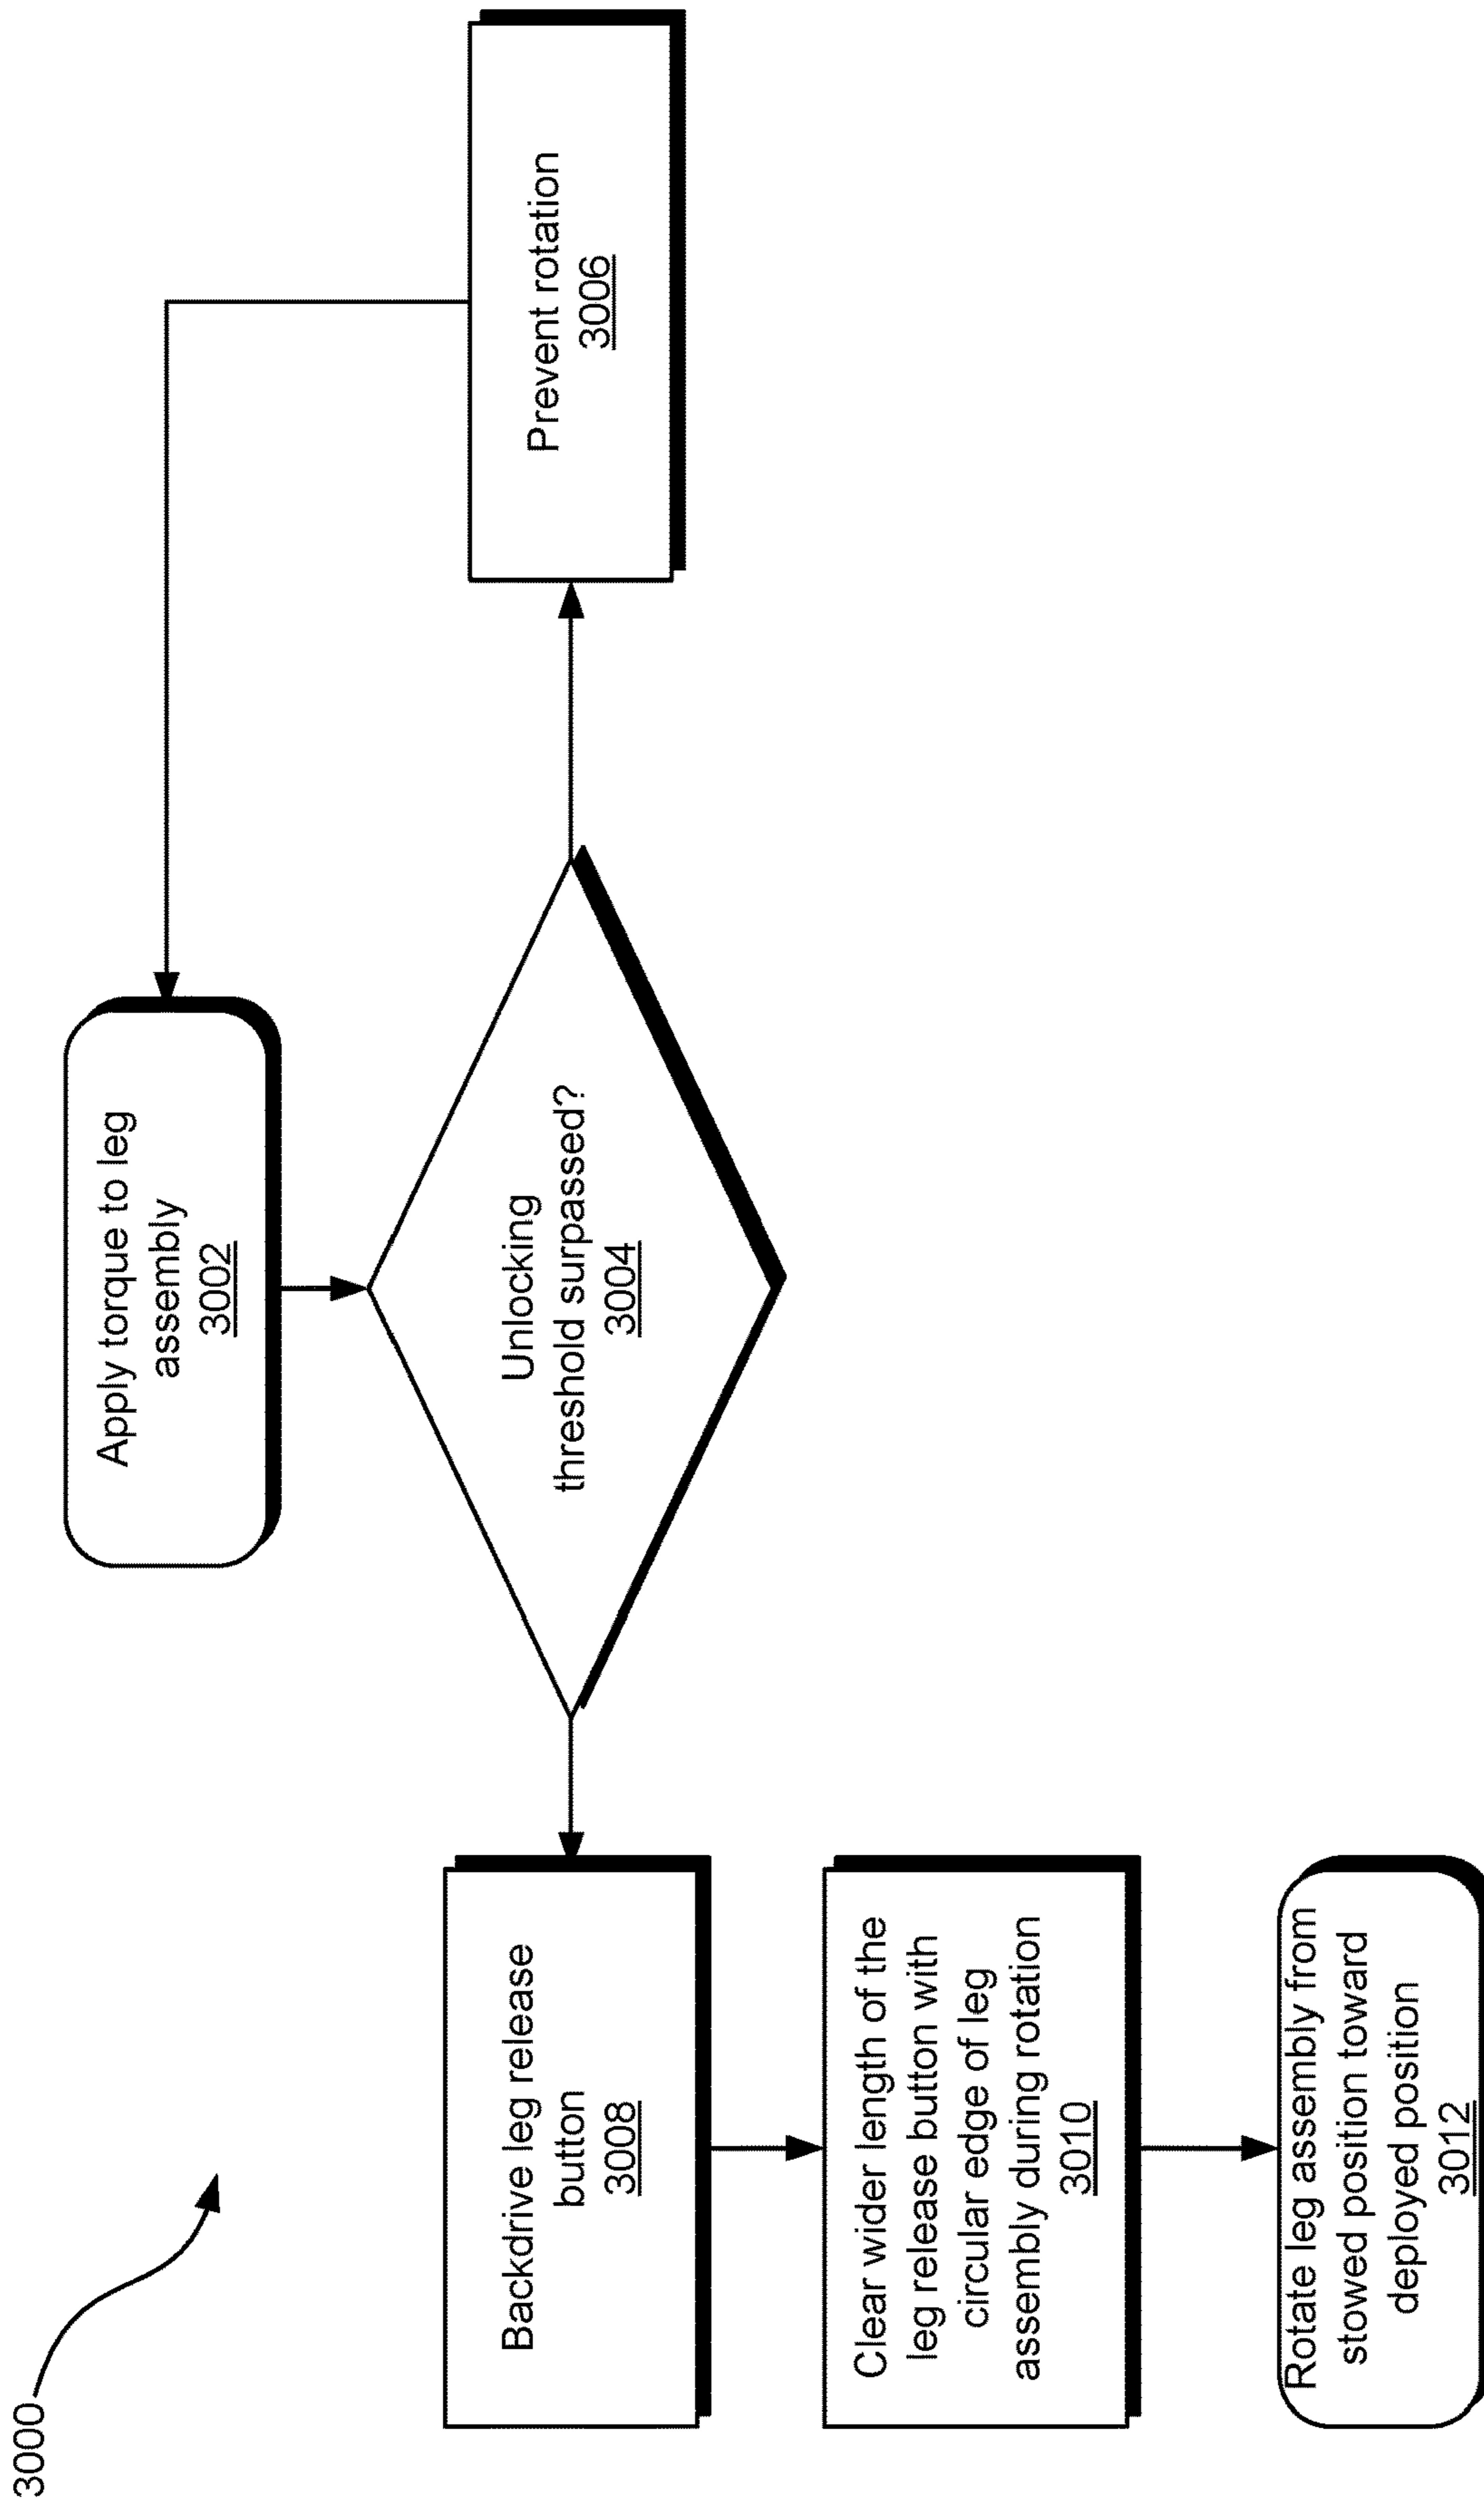 3000
Apply torque to leg
assembly
3002
Unlocking
threshold surpassed?
3004
Prevent rotation
3006
Backdrive leg release
button
3008
Clear wider length of the
leg release button with
circular edge of leg
assembly during rotation
3010
Rotate leg assembly from
stowed position toward
deployed position
3012